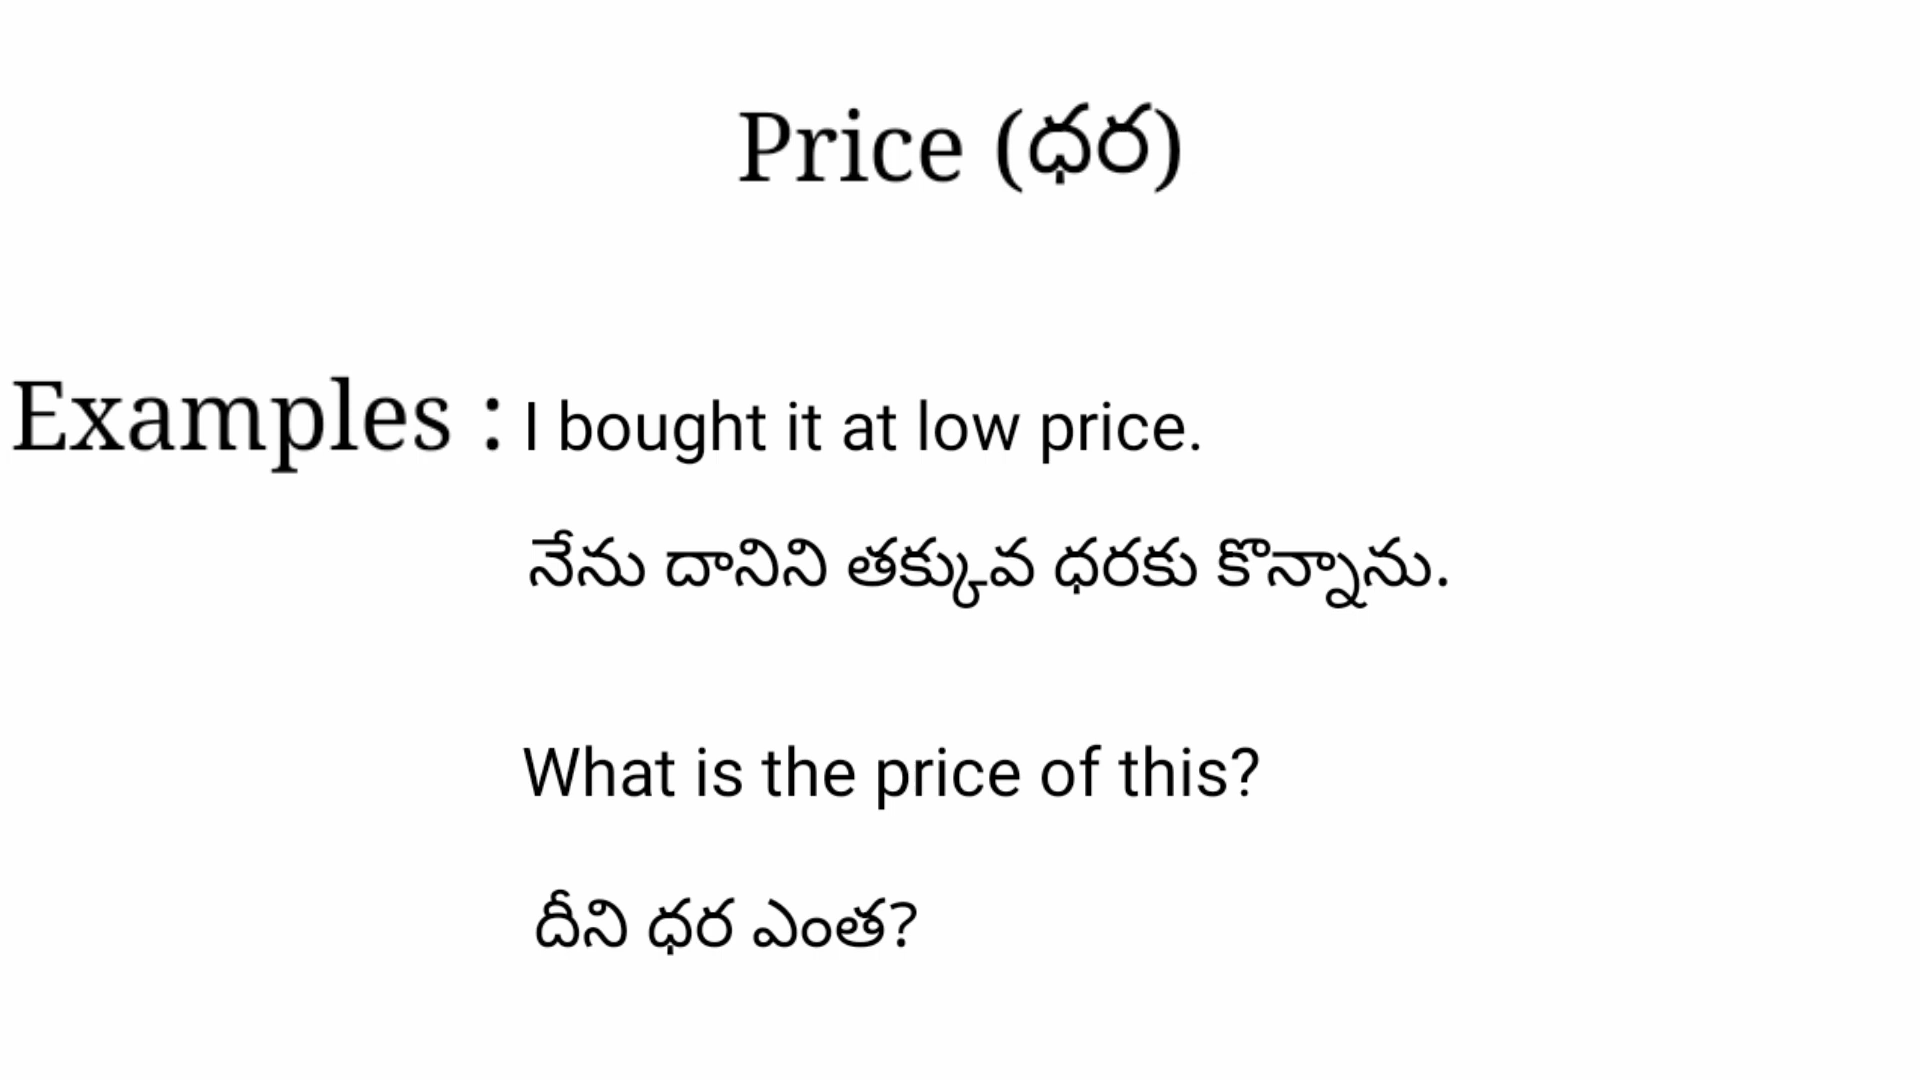 Price (ధర)
Examples : I bought it at low price.
నేను దానిని తక్కువ ధరకు కొన్నాను.
What is the price of this?
దీని ధర ఎంత?